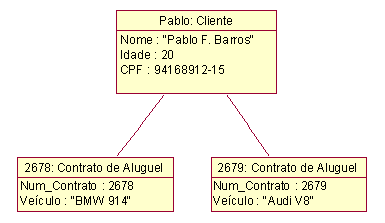 Pablo: Cliente
Nome : "Pablo F. Barros"
Idade : 20
CPF : 94168912-15
2678: Contrato de Aluguel
Num_Contrato : 2678
Veículo : "BMW 914"
2679: Contrato de Aluguel
Num_Contrato : 2679
Veículo : "Audi V8"